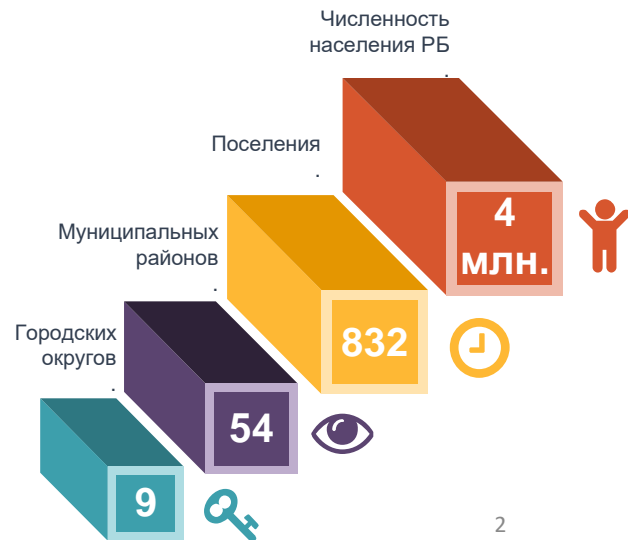 Численность
населения РБ
.
Поселения
.
Муниципальных
районов
.
Городских
округов
.
4
млн.
832
54
9
2